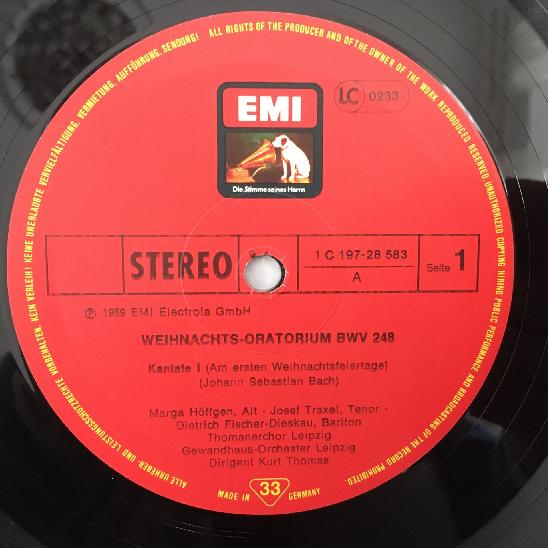 ALLE URHEBER UND LEISTUNGSSCHUTZRECHTE VORBEHALTEN. KEIN VERLEIH! KEINE UNERLAUBTE VERVIELFÄLTIGUNG, VERMIETUNG, AUFFÜHRUNG, SENDUNG! ALL RIGHTS OF THE PRODUCER AND OF THE OWNER OF THE WORK REPRODUCED RESERVED UNAUTHORIZED COPYING HIRING PUBLIC PERFORMANCE AND BROADCASTING OF THE RECORD PROHIBITED.
EMI
LC 0233
Die Stimme seines Herrn
STEREO
1 C 197-28 583
A
Seite 1
℗ 1959 EMI Electrola GmbH
WEIHNACHTS-ORATORIUM BWV 248
Kantate I (Am ersten Weihnachtsfeiertage)
(Johann Sebastian Bach)
Marga Höffgen, Alt · Josef Traxel, Tenor ·
Dietrich Fischer-Dieskau, Bariton
Thomanerchor Leipzig
Gewandhaus-Orchester Leipzig
Dirigent Kurt Thomas
MADE IN 33 GERMANY